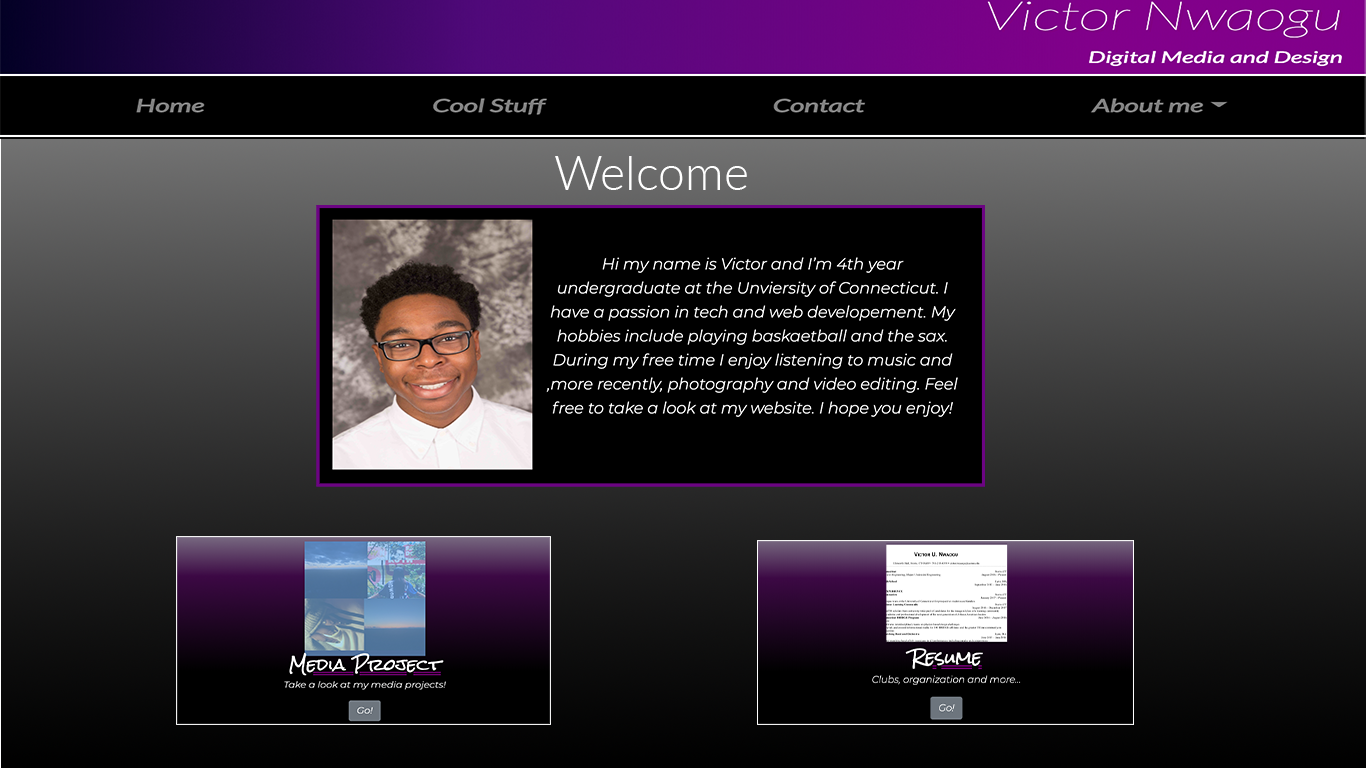 Victor Nwaogu
Digital Media and Design
Home
Cool Stuff
Contact
About me
Welcome
Hi my name is Victor and I'm 4th year
undergraduate at the Unviersity of Connecticut. I
have a passion in tech and web developement. My
hobbies include playing baskaetball and the sax.
During my free time I enjoy listening to music and
,more recently, photography and video editing. Feel
free to take a look at my website. I hope you enjoy!
Media Project
Take a look at my media projects!
Go!
Victor U. Nwaogu
Resume
Clubs, organization and more...
Go!